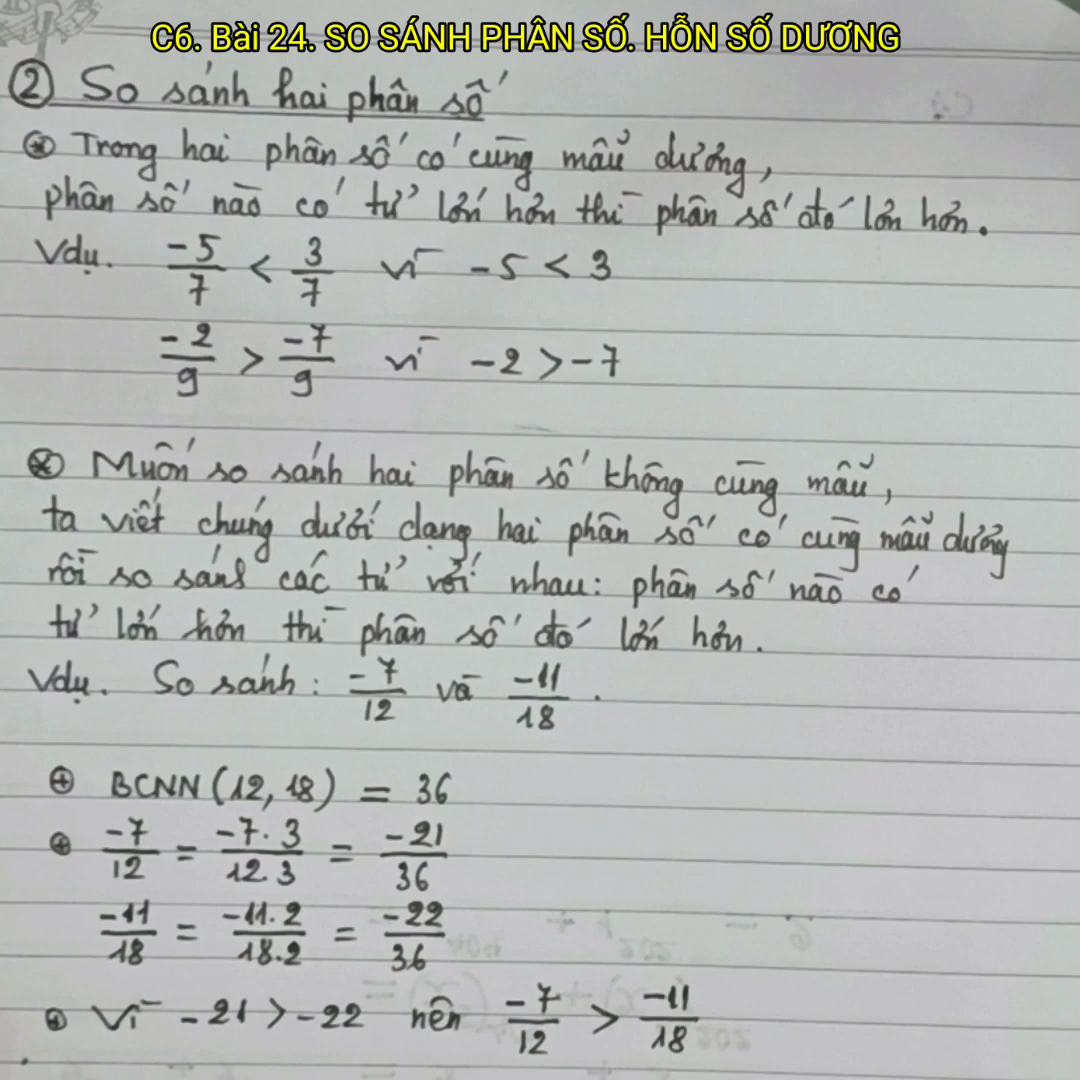 C6. Bài 24. SO SÁNH PHÂN SỐ. HỖN SỐ DƯƠNG
② So sánh hai phân số
⊛ Trong hai phân số có cùng mẫu dương,
phân số nào có tử lớn hơn thì phân số đó lớn hơn.
Vdụ. -5/7 < 3/7 vì -5 < 3
-2/9 > -7/9 vì -2 > -7
⊛ Muốn so sánh hai phân số không cùng mẫu,
ta viết chúng dưới dạng hai phân số có cùng mẫu dương
rồi so sánh các tử với nhau: phân số nào có
tử lớn hơn thì phân số đó lớn hơn.
Vdụ. So sánh: -7/12 và -11/18.
⊕ BCNN(12, 18) = 36
⊕ -7/12 = -7.3/12.3 = -21/36
-11/18 = -11.2/18.2 = -22/36
⊕ Vì -21 > -22 nên -7/12 > -11/18